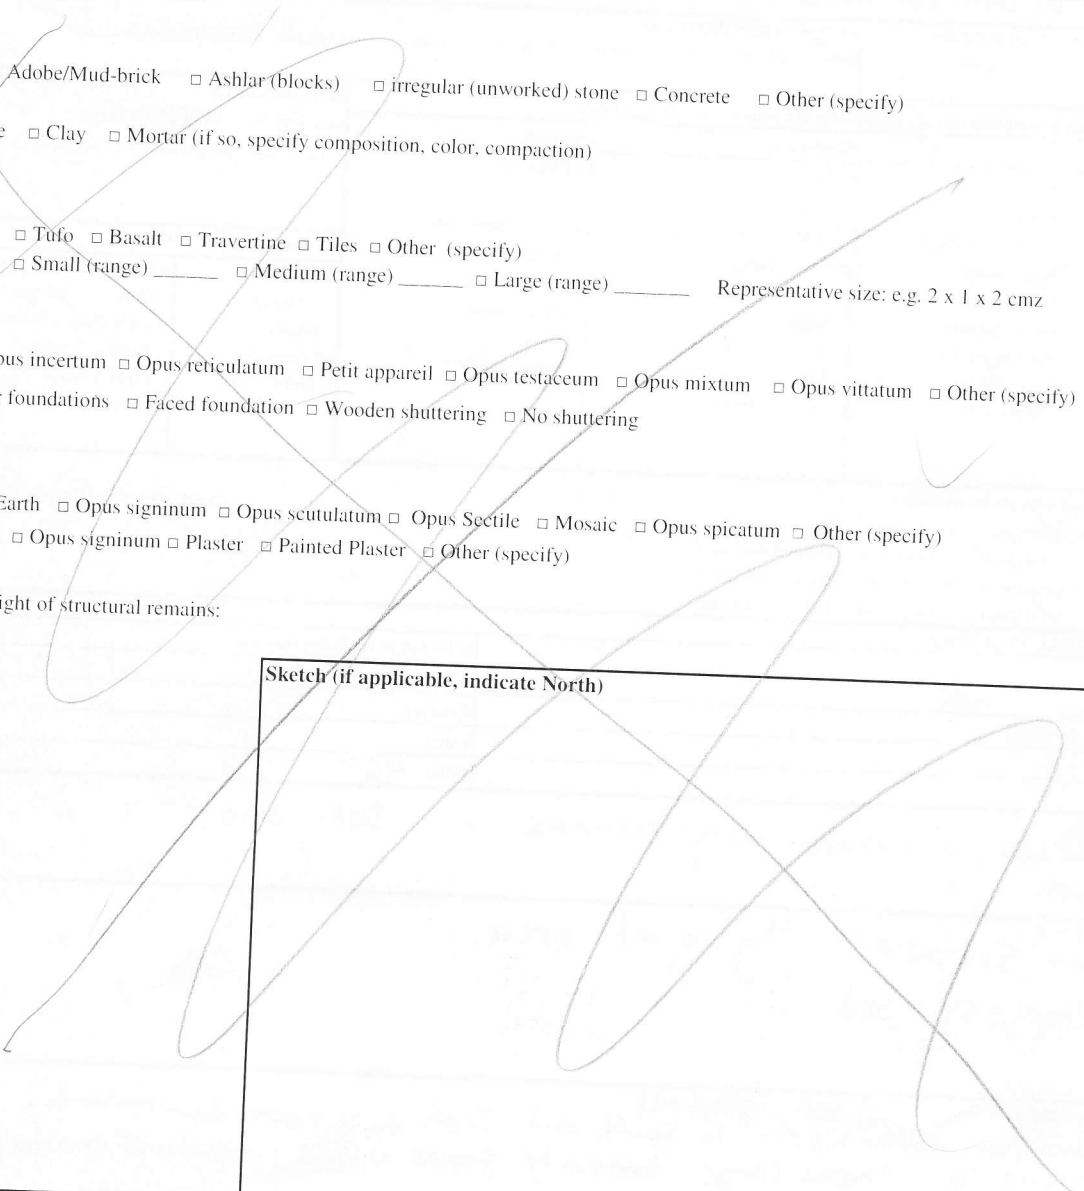 Adobe/Mud-brick □ Ashlar (blocks) □ irregular (unworked) stone □ Concrete □ Other (specify)
□ Clay □ Mortar (if so, specify composition, color, compaction)
□ Tufo □ Basalt □ Travertine □ Tiles □ Other (specify)
□ Small (range) ______ □ Medium (range) ______ □ Large (range) _______ Representative size: e.g. 2 x 1 x 2 cmz
incertum □ Opus reticulatum □ Petit appareil □ Opus testaceum □ Opus mixtum □ Opus vittatum □ Other (specify)
foundations □ Faced foundation □ Wooden shuttering □ No shuttering
Earth □ Opus signinum □ Opus scutulatum □ Opus Sectile □ Mosaic □ Opus spicatum □ Other (specify)
□ Opus signinum □ Plaster □ Painted Plaster □ Other (specify)
ight of structural remains:
Sketch (if applicable, indicate North)